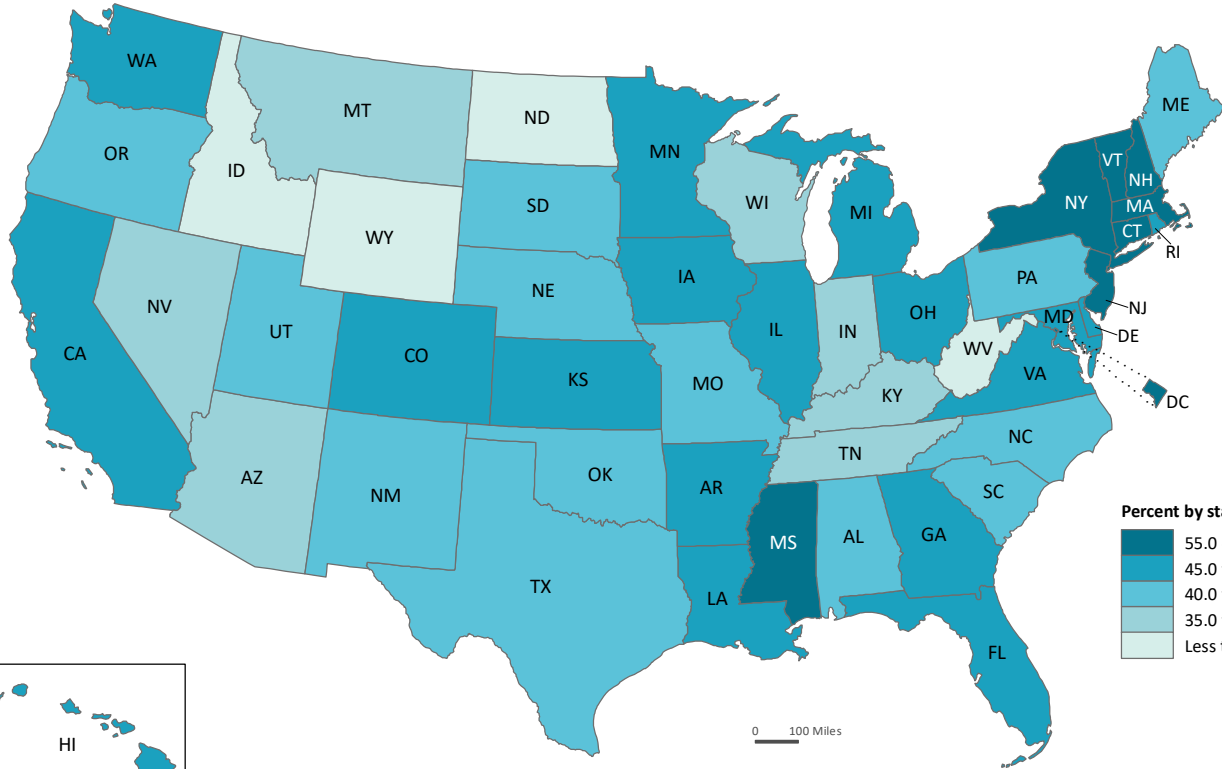 WA
MT
ND
MN
ME
OR
ID
SD
WI
MI
VT
NH
NY
MA
CT
RI
WY
IA
NE
PA
NV
UT
CO
IL
IN
OH
NJ
MD
DE
WV
CA
KS
MO
VA
KY
DC
NC
TN
AZ
NM
OK
AR
SC
MS
AL
GA
TX
LA
FL
HI
Percent by sta
55.0
45.0
40.0
35.0
Less t
0 100 Miles